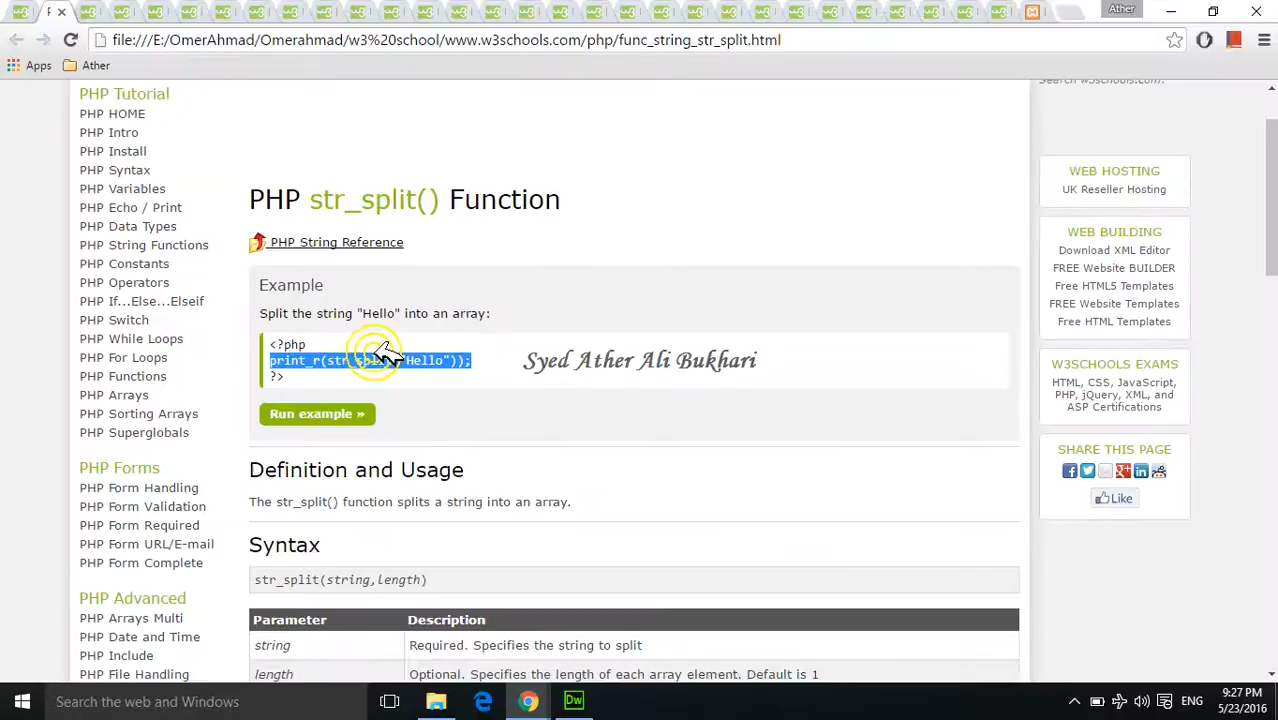 Ather
file:///E:/OmerAhmad/Omerahmad/w3%20school/www.w3schools.com/php/func_string_str_split.html
Apps
Ather
Search w3schools.com:
PHP Tutorial
PHP HOME
PHP Intro
PHP Install
PHP Syntax
PHP Variables
PHP Echo / Print
PHP Data Types
PHP String Functions
PHP Constants
PHP Operators
PHP If...Else...Elseif
PHP Switch
PHP While Loops
PHP For Loops
PHP Functions
PHP Arrays
PHP Sorting Arrays
PHP Superglobals
PHP Forms
PHP Form Handling
PHP Form Validation
PHP Form Required
PHP Form URL/E-mail
PHP Form Complete
PHP Advanced
PHP Arrays Multi
PHP Date and Time
PHP Include
PHP File Handling
PHP str_split() Function
PHP String Reference
Example
Split the string "Hello" into an array:
<?php
print_r(str_split("Hello"));
?>
Syed Ather Ali Bukhari
Run example »
Definition and Usage
The str_split() function splits a string into an array.
Syntax
str_split(string,length)
Parameter Description
string Required. Specifies the string to split
length Optional. Specifies the length of each array element. Default is 1
WEB HOSTING
UK Reseller Hosting
WEB BUILDING
Download XML Editor
FREE Website BUILDER
Free HTML5 Templates
FREE Website Templates
Free HTML Templates
W3SCHOOLS EXAMS
HTML, CSS, JavaScript,
PHP, jQuery, XML, and
ASP Certifications
SHARE THIS PAGE
Like
Search the web and Windows
Dw
ENG
9:27 PM
5/23/2016